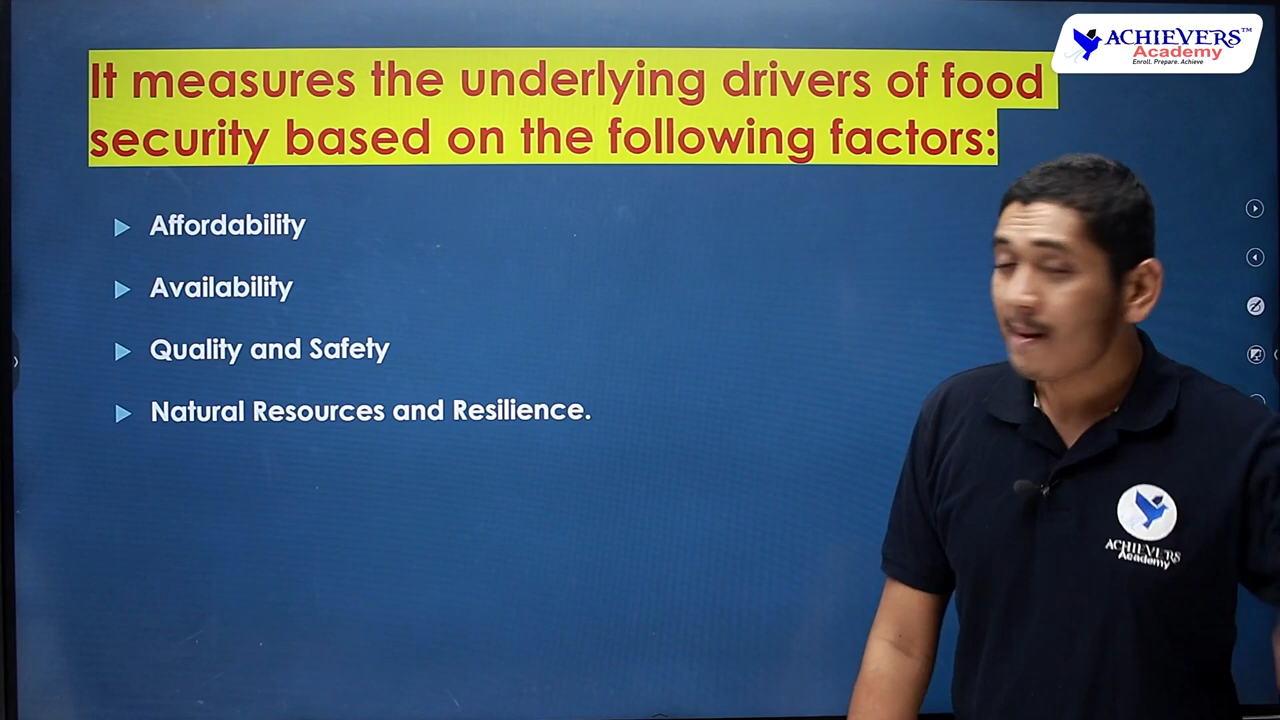 ACHIEVERS™
Academy
Enroll. Prepare. Achieve
It measures the underlying drivers of food
security based on the following factors:
Affordability
Availability
Quality and Safety
Natural Resources and Resilience.
ACHIEVERS
Academy